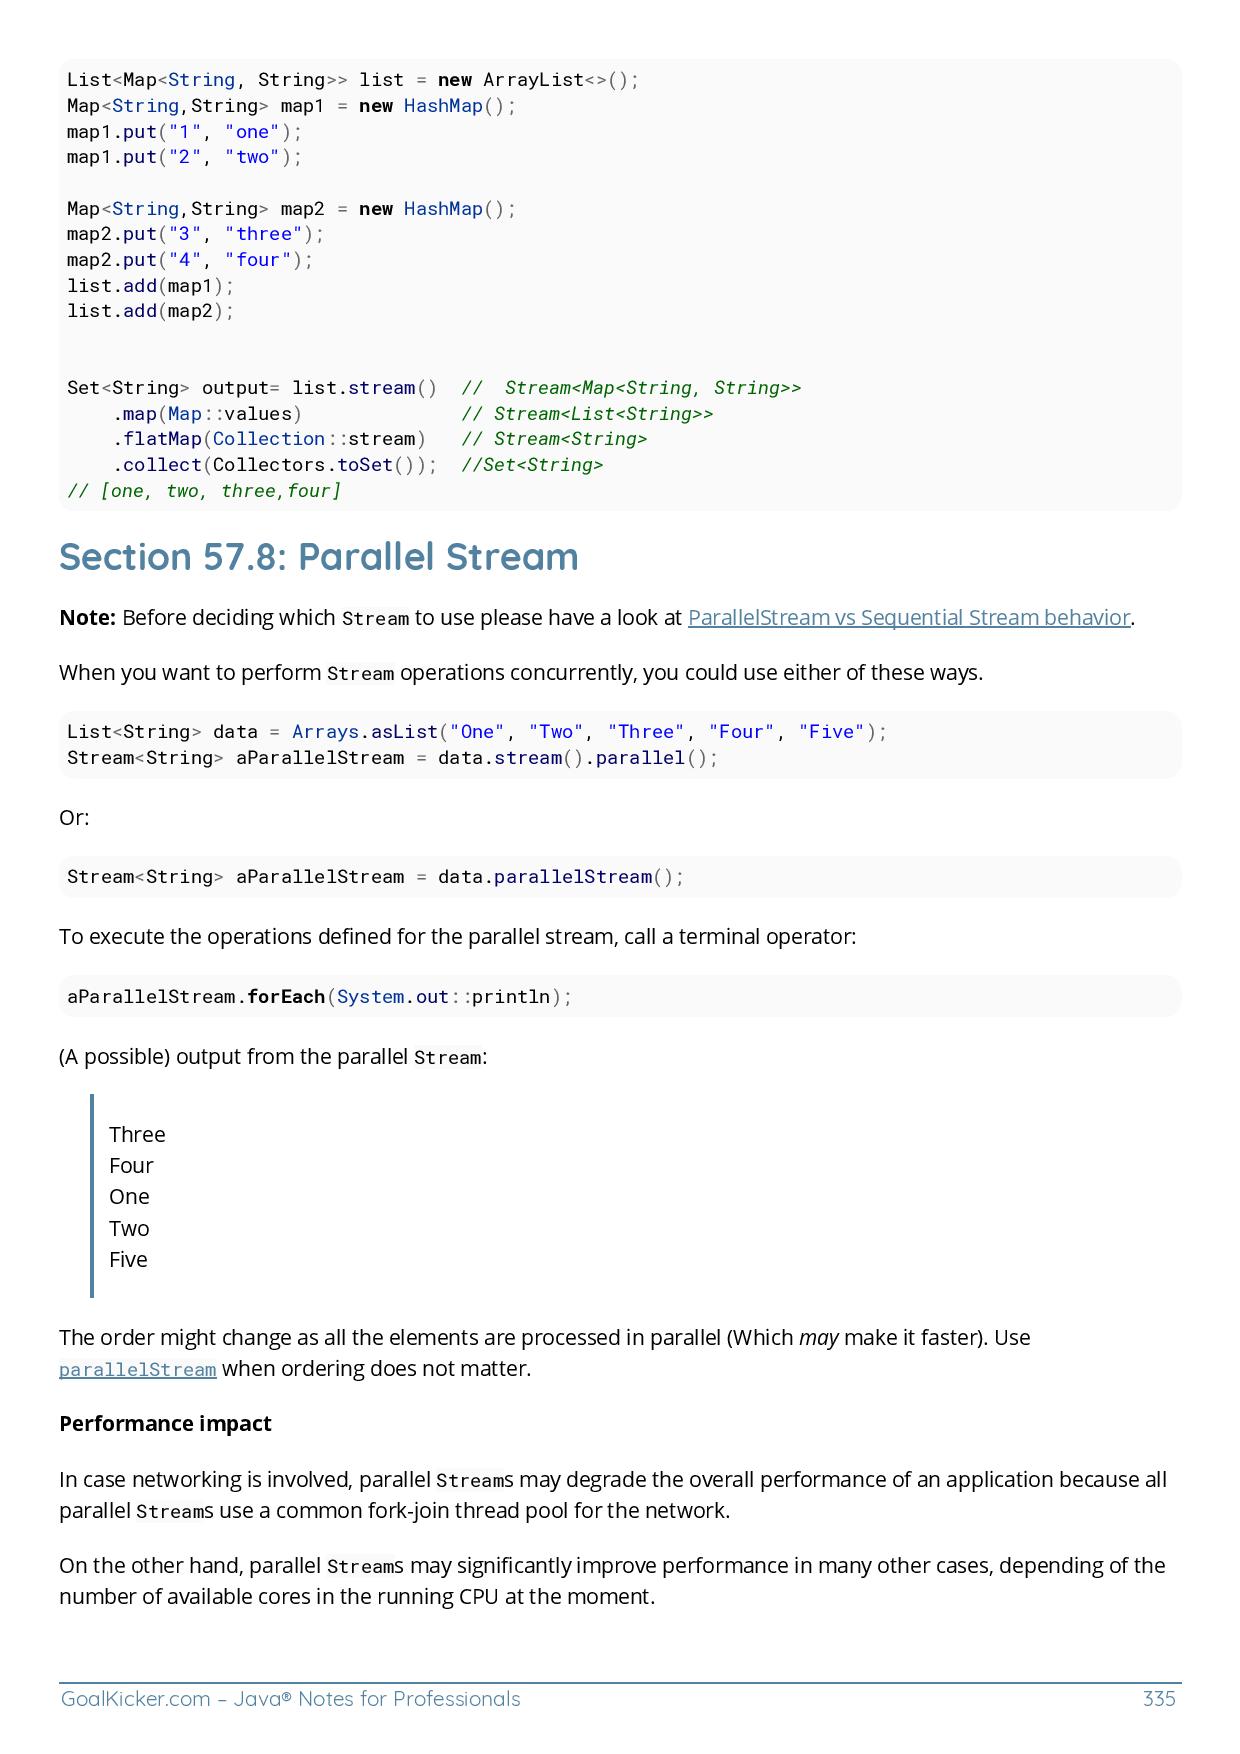 List<Map<String, String>> list = new ArrayList<>();
Map<String,String> map1 = new HashMap();
map1.put("1", "one");
map1.put("2", "two");
Map<String,String> map2 = new HashMap();
map2.put("3", "three");
map2.put("4", "four");
list.add(map1);
list.add(map2);
Set<String> output= list.stream()  //  Stream<Map<String, String>>
    .map(Map::values)              // Stream<List<String>>
    .flatMap(Collection::stream)   // Stream<String>
    .collect(Collectors.toSet());  //Set<String>
// [one, two, three,four]
Section 57.8: Parallel Stream
Note: Before deciding which Stream to use please have a look at ParallelStream vs Sequential Stream behavior.
When you want to perform Stream operations concurrently, you could use either of these ways.
List<String> data = Arrays.asList("One", "Two", "Three", "Four", "Five");
Stream<String> aParallelStream = data.stream().parallel();
Or:
Stream<String> aParallelStream = data.parallelStream();
To execute the operations defined for the parallel stream, call a terminal operator:
aParallelStream.forEach(System.out::println);
(A possible) output from the parallel Stream:
Three
Four
One
Two
Five
The order might change as all the elements are processed in parallel (Which may make it faster). Use
parallelStream when ordering does not matter.
Performance impact
In case networking is involved, parallel Streams may degrade the overall performance of an application because all
parallel Streams use a common fork-join thread pool for the network.
On the other hand, parallel Streams may significantly improve performance in many other cases, depending of the
number of available cores in the running CPU at the moment.
GoalKicker.com – Java® Notes for Professionals 335